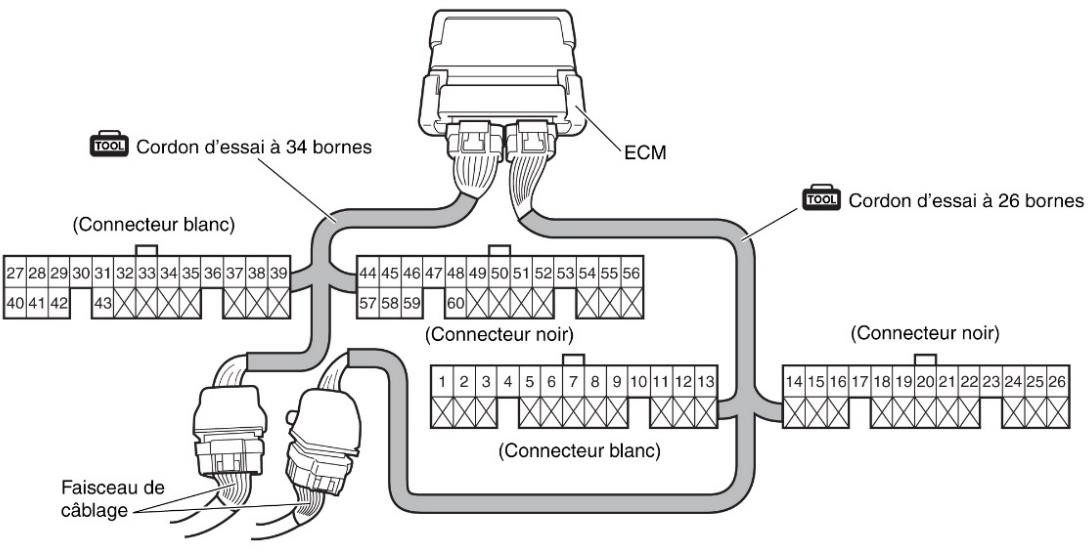 TOOL Cordon d'essai à 34 bornes
ECM
TOOL Cordon d'essai à 26 bornes
(Connecteur blanc)
27 28 29 30 31 32 33 34 35 36 37 38 39
40 41 42 43
44 45 46 47 48 49 50 51 52 53 54 55 56
57 58 59 60
(Connecteur noir)
(Connecteur noir)
1 2 3 4 5 6 7 8 9 10 11 12 13
14 15 16 17 18 19 20 21 22 23 24 25 26
(Connecteur blanc)
Faisceau de
câblage